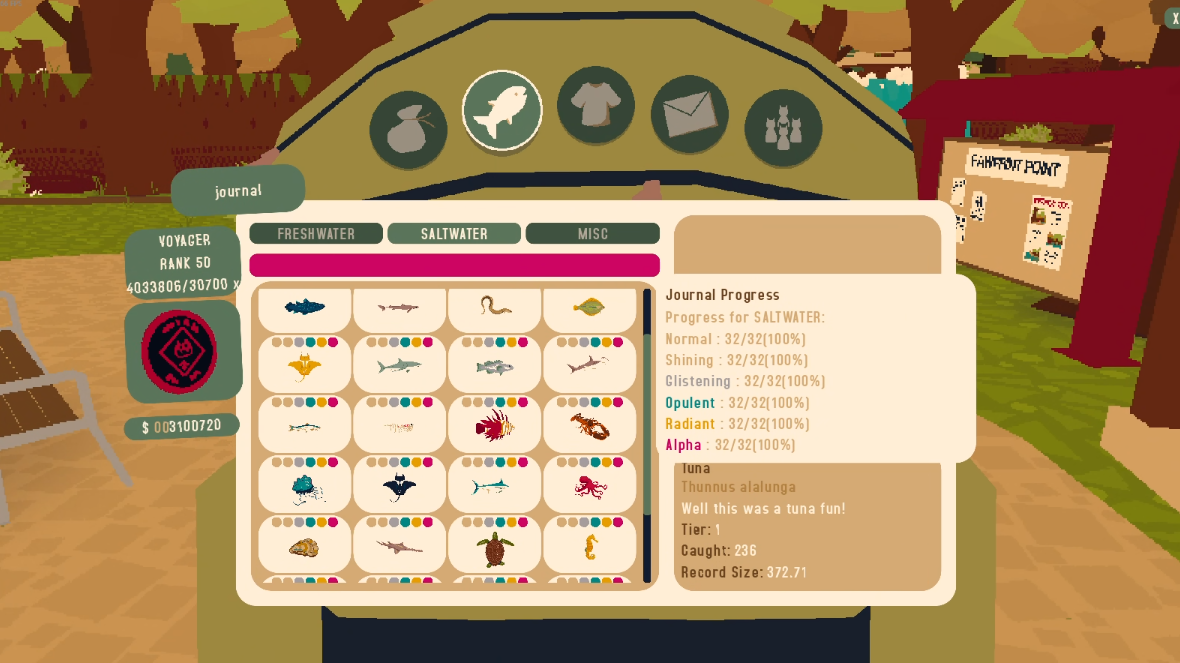 X
FAWNFRONT POINT
journal
VOYAGER
RANK 50
4033806/30700 x
FRESHWATER
SALTWATER
MISC
$ 003100720
Journal Progress
Progress for SALTWATER:
Normal : 32/32(100%)
Shining : 32/32(100%)
Glistening : 32/32(100%)
Opulent : 32/32(100%)
Radiant : 32/32(100%)
Alpha : 32/32(100%)
Tuna
Thunnus alalunga
Well this was a tuna fun!
Tier: 1
Caught: 236
Record Size: 372.71